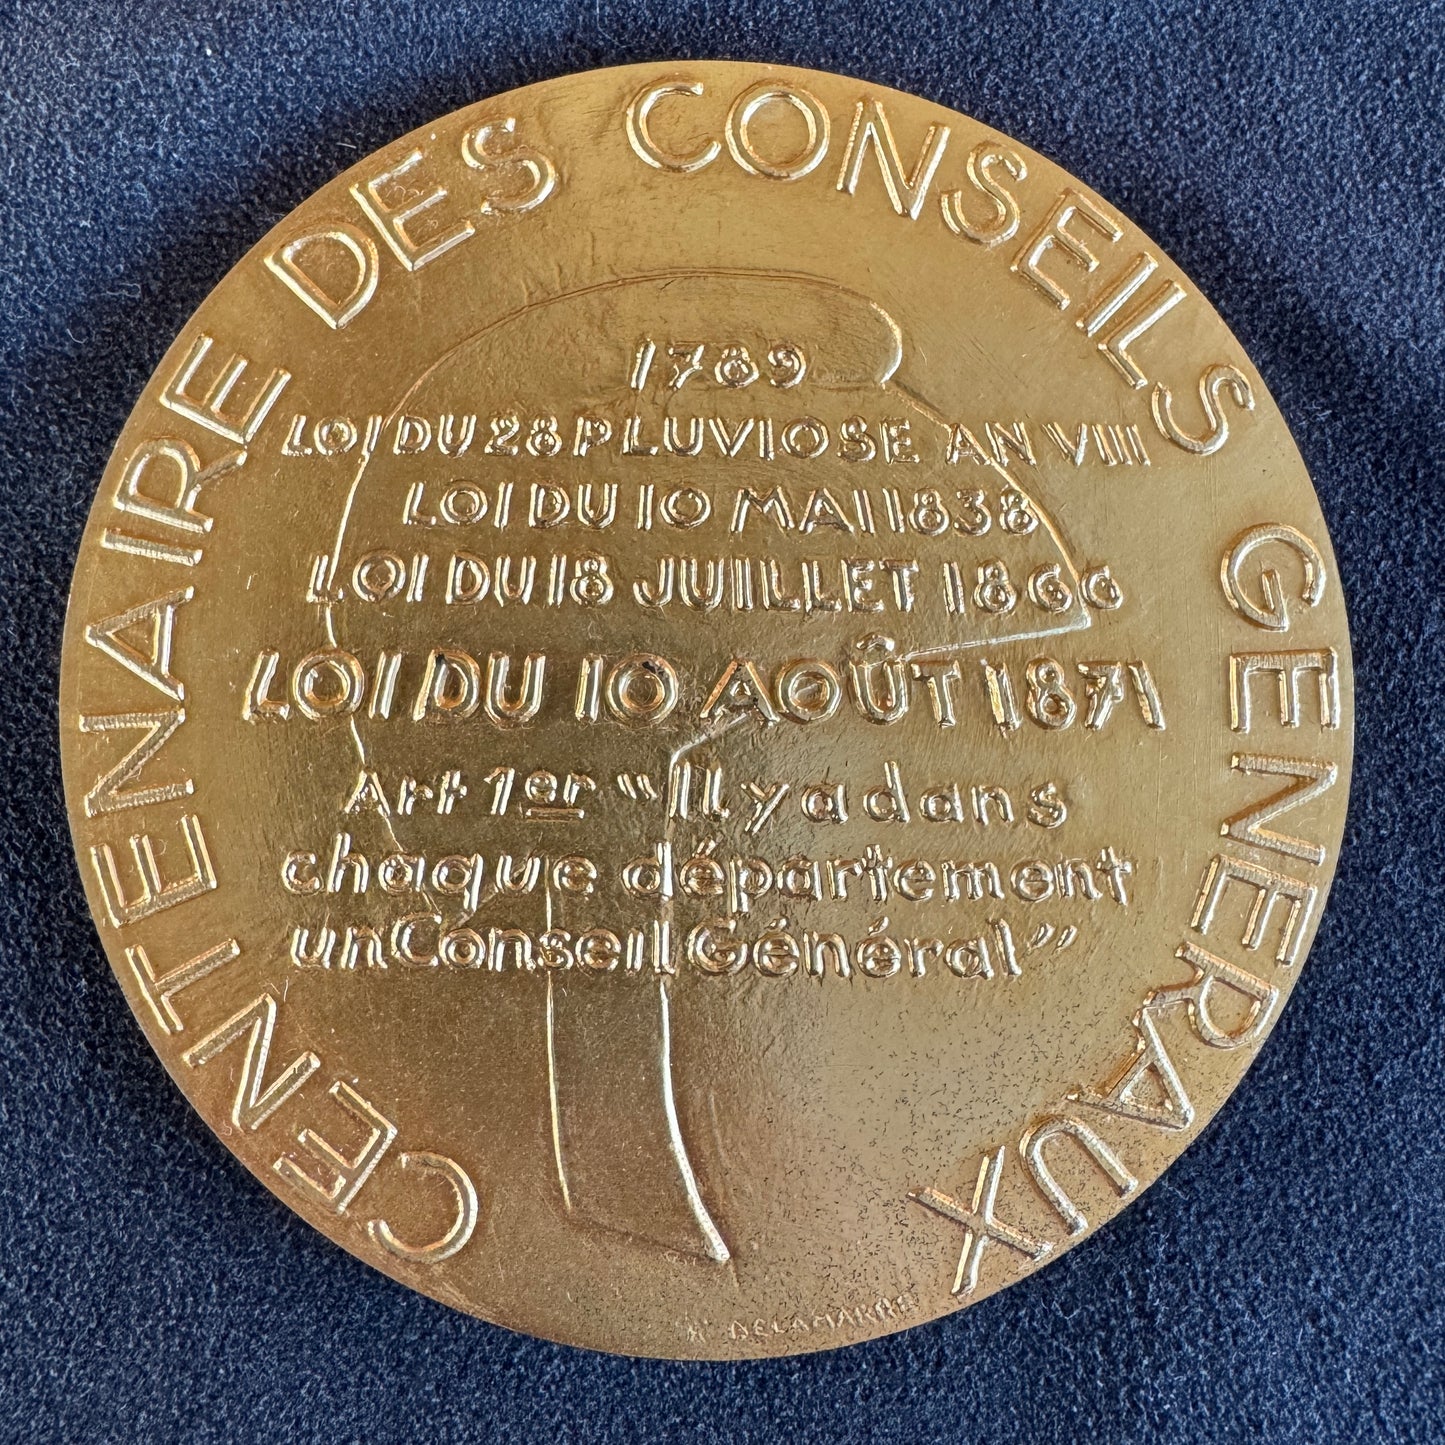 CENTENAIRE DES CONSEILS GENERAUX
1789
LOI DU 28 PLUVIOSE AN VIII
LOI DU 10 MAI 1838
LOI DU 18 JUILLET 1866
LOI DU 10 AOÛT 1871
Art 1er "Il y a dans
chaque département
un Conseil Général"
DELAMARRE